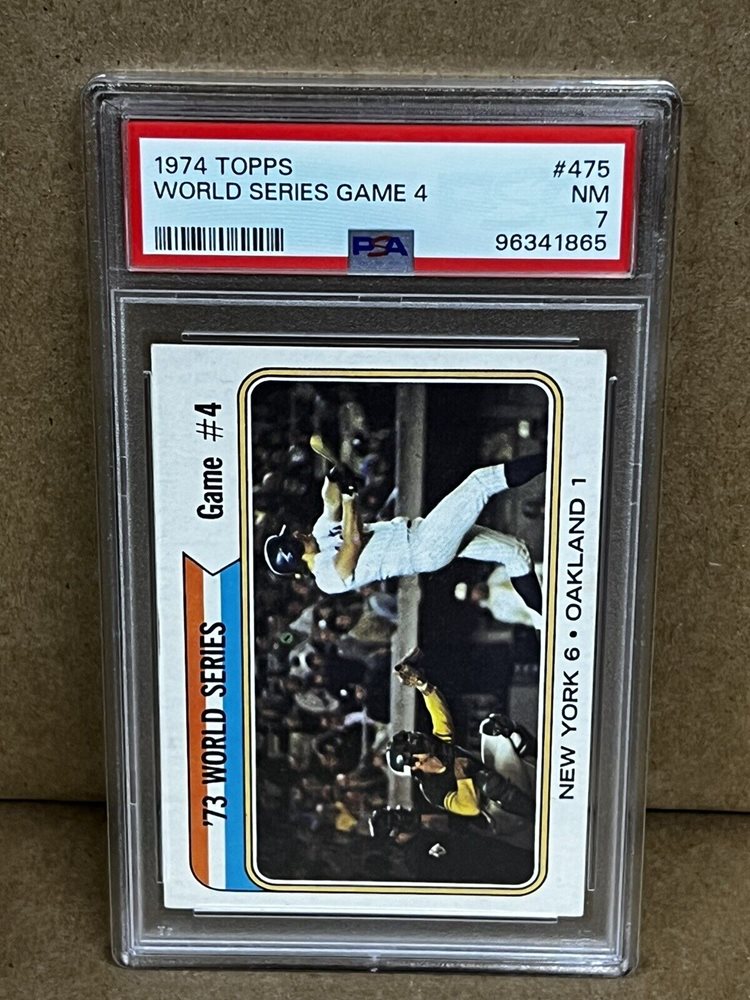 1974 TOPPS #475
WORLD SERIES GAME 4 NM
7
PSA 96341865
'73 WORLD SERIES Game #4
NEW YORK 6 • OAKLAND 1